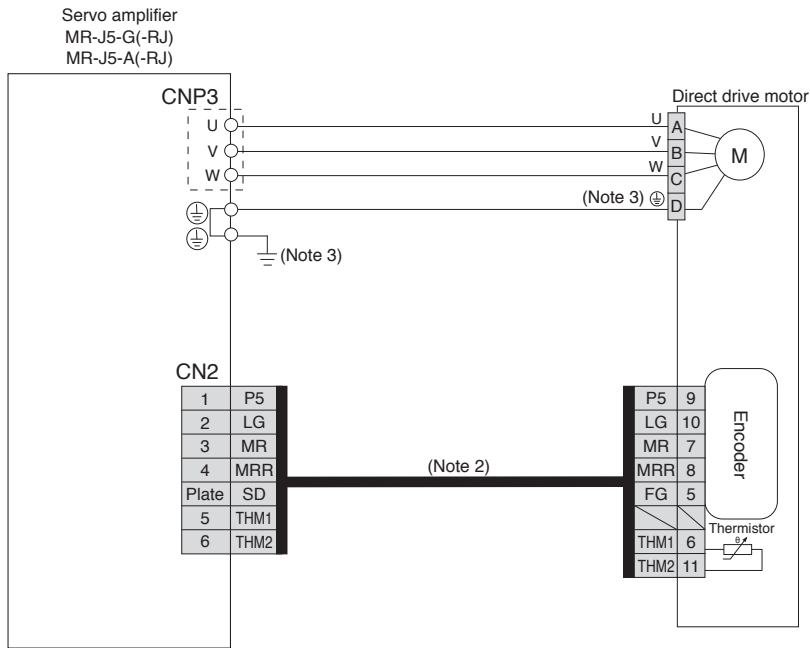 Servo amplifier
MR-J5-G(-RJ)
MR-J5-A(-RJ)
CNP3
Direct drive motor
U
U
A
V
V
B
M
W
W
C
(Note 3)
D
(Note 3)
CN2
1 P5
P5 9
2 LG
LG 10
3 MR
MR 7
4 MRR
(Note 2)
MRR 8
Plate SD
FG 5
Encoder
5 THM1
Thermistor
θ
6 THM2
THM1 6
THM2 11